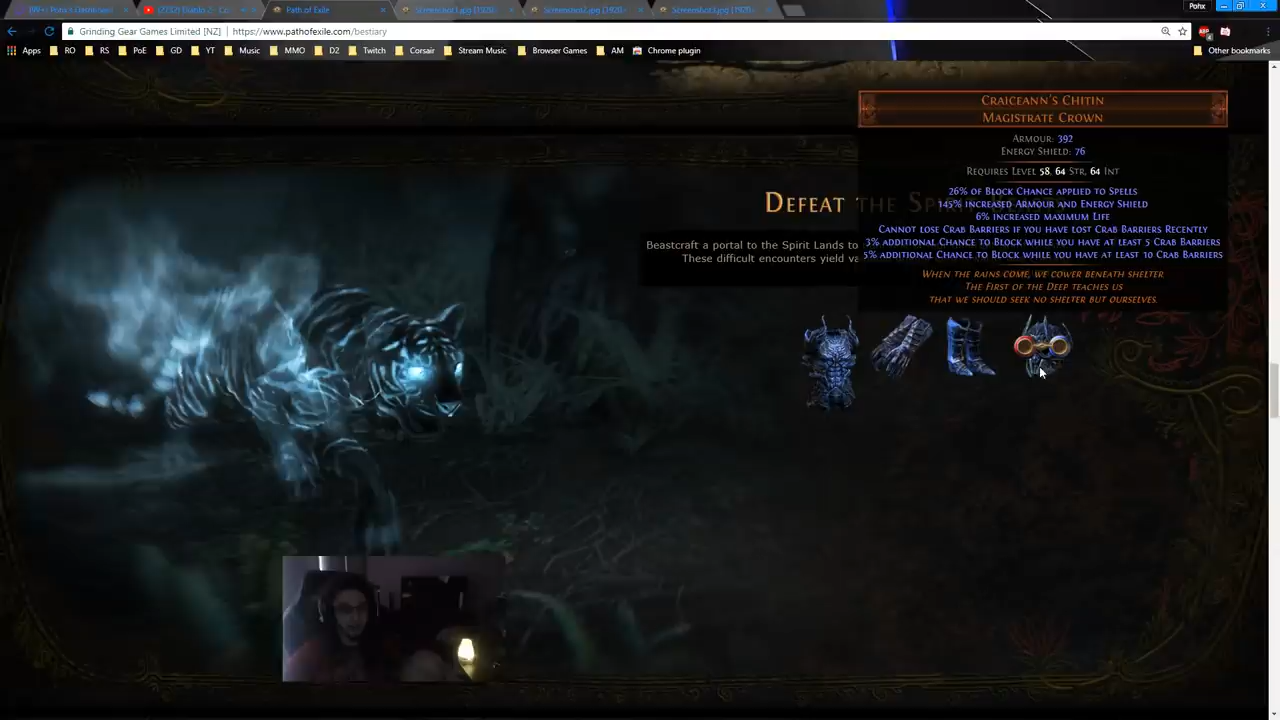 Path of Exile
Pohx
Grinding Gear Games Limited [NZ]
https://www.pathofexile.com/bestiary
Apps
RO
RS
PoE
GD
YT
Music
MMO
D2
Twitch
Corsair
Stream Music
Browser Games
AM
Chrome plugin
Other bookmarks
Craiceann's Chitin
Magistrate Crown
Armour: 392
Energy Shield: 76
Requires Level 58, 64 Str, 64 Int
26% of Block Chance applied to Spells
145% increased Armour and Energy Shield
6% increased maximum Life
Cannot lose Crab Barriers if you have lost Crab Barriers Recently
3% additional Chance to Block while you have at least 5 Crab Barriers
5% additional Chance to Block while you have at least 10 Crab Barriers
When the rains come, we cower beneath shelter
The First of the Deep teaches us
that we should seek no shelter but ourselves.
Defeat the
Beastcraft a portal to the Spirit Lands to
These difficult encounters yield